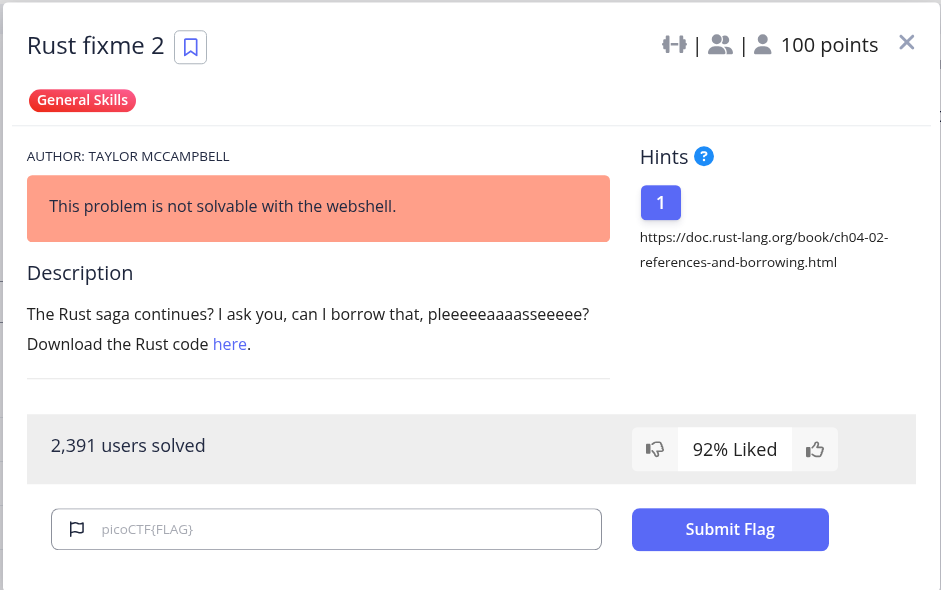 Rust fixme 2
| | 100 points
General Skills
AUTHOR: TAYLOR MCCAMPBELL
This problem is not solvable with the webshell.
Description
The Rust saga continues? I ask you, can I borrow that, pleeeeeaaaasseeeee?
Download the Rust code here.
Hints ?
1
https://doc.rust-lang.org/book/ch04-02-
references-and-borrowing.html
2,391 users solved
92% Liked
picoCTF{FLAG}
Submit Flag